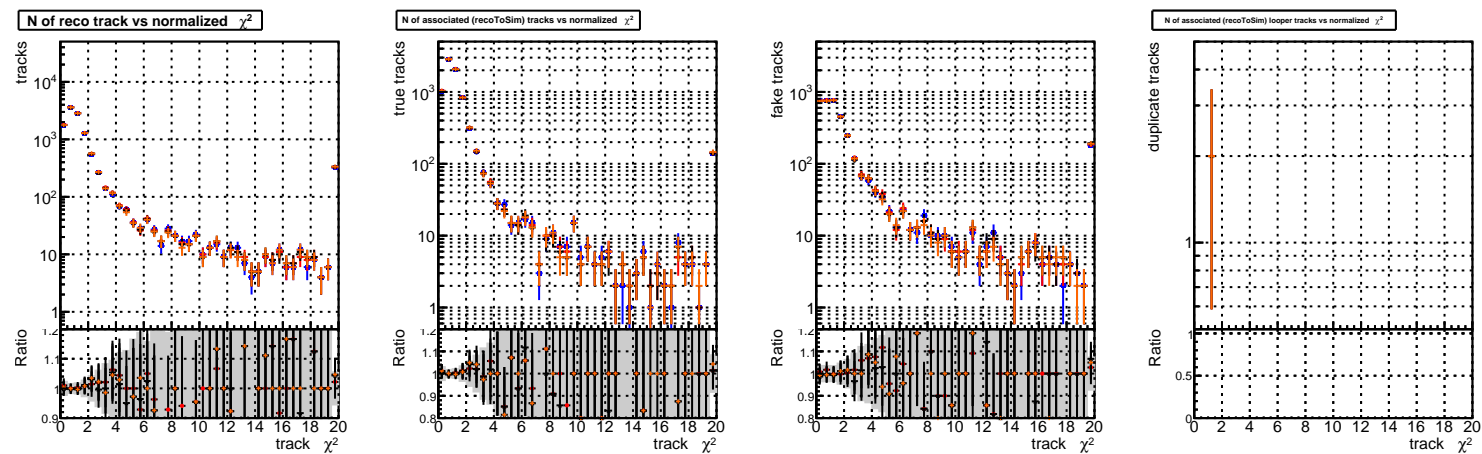 N of reco track vs normalized χ²
tracks
10⁴
10³
10²
10
1
Ratio
1.2
1.1
1
0.9
0 2 4 6 8 10 12 14 16 18 20
track χ²
N of associated (recoToSim) tracks vs normalized χ²
true tracks
10³
10²
10
1
Ratio
1.2
1.1
1
0.9
0.8
0 2 4 6 8 10 12 14 16 18 20
track χ²
fake tracks
10³
10²
10
1
Ratio
1.2
1.1
1
0.9
0.8
0 2 4 6 8 10 12 14 16 18 20
track χ²
N of associated (recoToSim) looper tracks vs normalized χ²
duplicate tracks
1
Ratio
1
0.5
0
0 2 4 6 8 10 12 14 16 18 20
track χ²